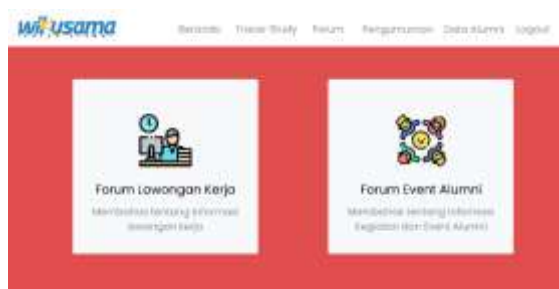 wikusama
Beranda Tracer Study Forum Pengumuman Data Alumni Logout
Forum Lowongan Kerja
Membahas tentang Informasi
lowongan kerja
Forum Event Alumni
Membahas tentang Informasi
Kegiatan dan Event Alumni